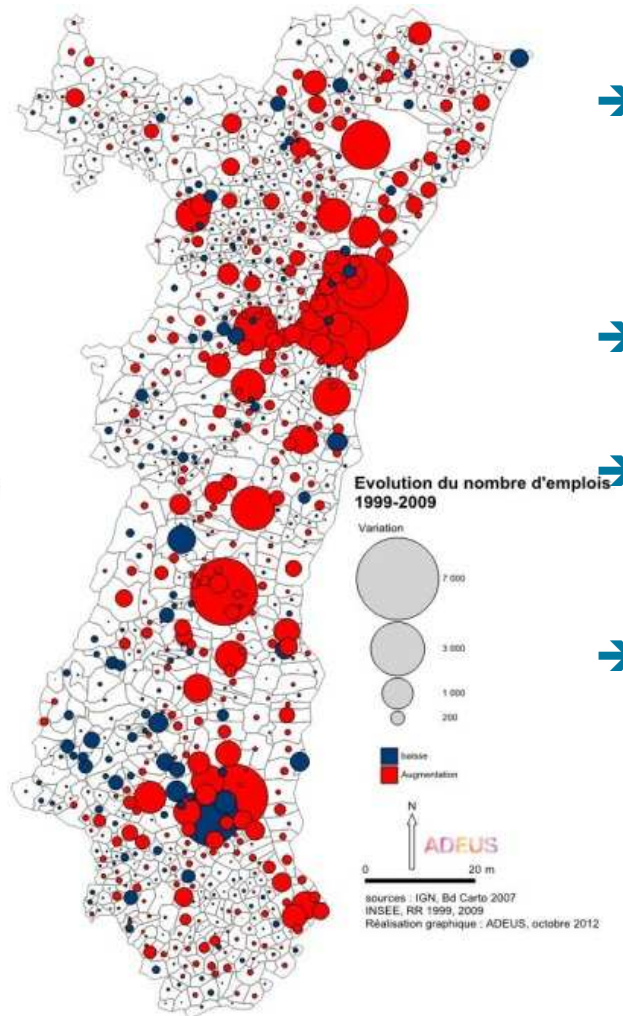 Evolution du nombre d'emplois
1999-2009
Variation
7 000
3 000
1 000
200
baisse
Augmentation
N
ADEUS
0 20 m
sources : IGN, Bd Carto 2007
INSEE, RR 1999, 2009
Réalisation graphique : ADEUS, octobre 2012